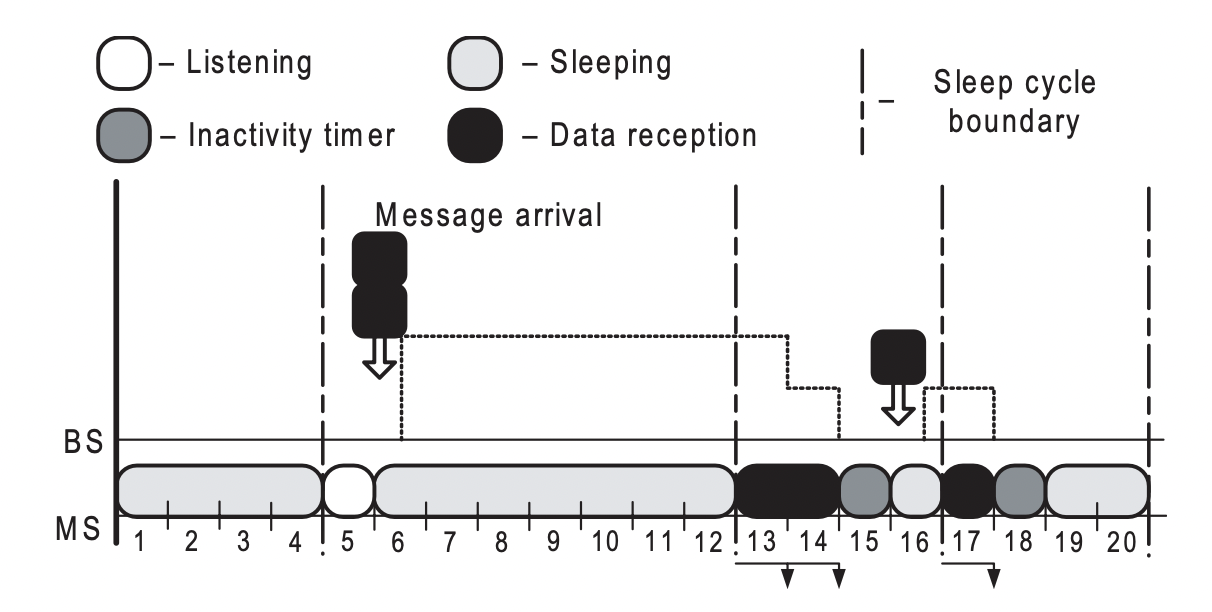 – Listening
– Sleeping
– Sleep cycle
boundary
– Inactivity timer
– Data reception
Message arrival
BS
MS
1 2 3 4 5 6 7 8 9 10 11 12 13 14 15 16 17 18 19 20